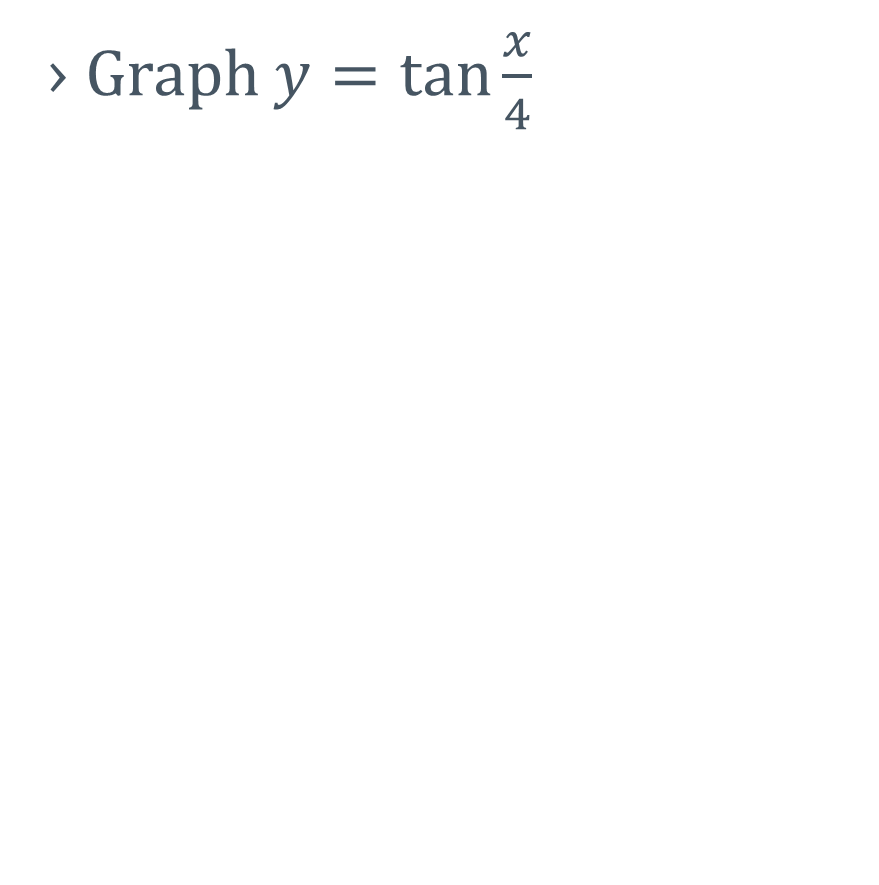 › Graph y = tan x/4